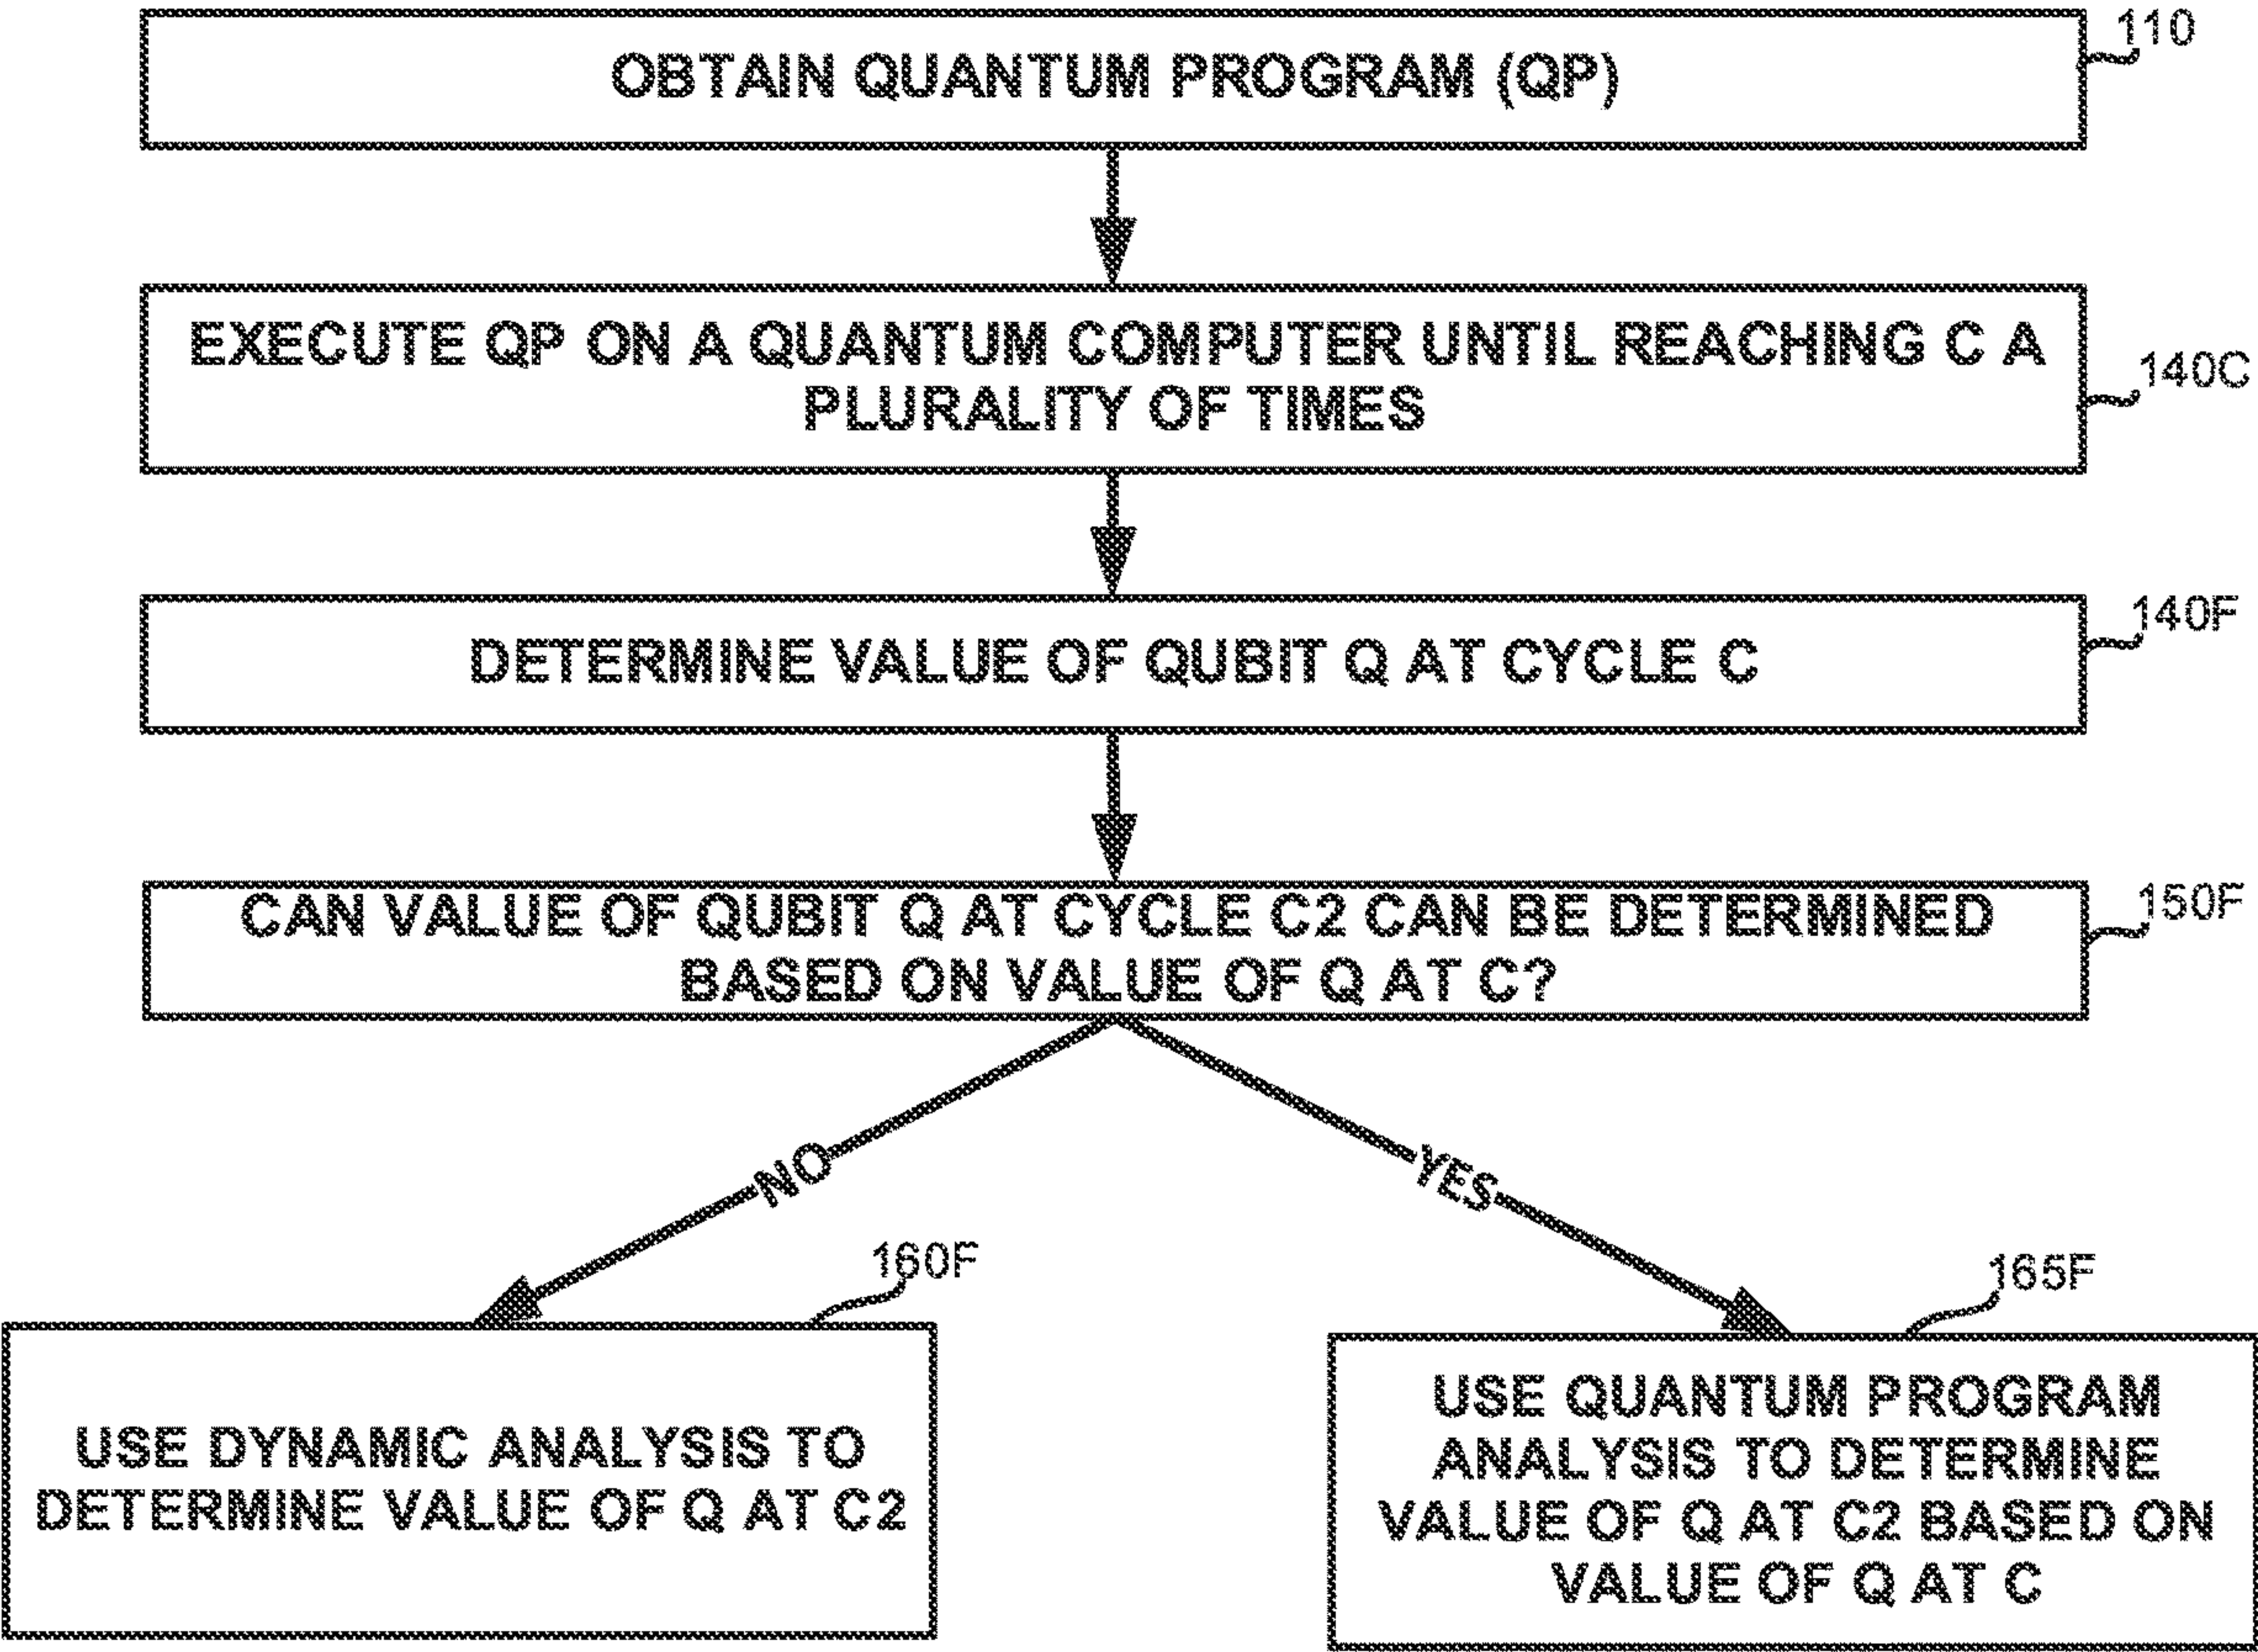 110
OBTAIN QUANTUM PROGRAM (QP)
EXECUTE QP ON A QUANTUM COMPUTER UNTIL REACHING C A
PLURALITY OF TIMES
140C
140F
DETERMINE VALUE OF QUBIT Q AT CYCLE C
CAN VALUE OF QUBIT Q AT CYCLE C2 CAN BE DETERMINED
BASED ON VALUE OF Q AT C?
150F
NO
YES
160F
165F
USE DYNAMIC ANALYSIS TO
DETERMINE VALUE OF Q AT C2
USE QUANTUM PROGRAM
ANALYSIS TO DETERMINE
VALUE OF Q AT C2 BASED ON
VALUE OF Q AT C